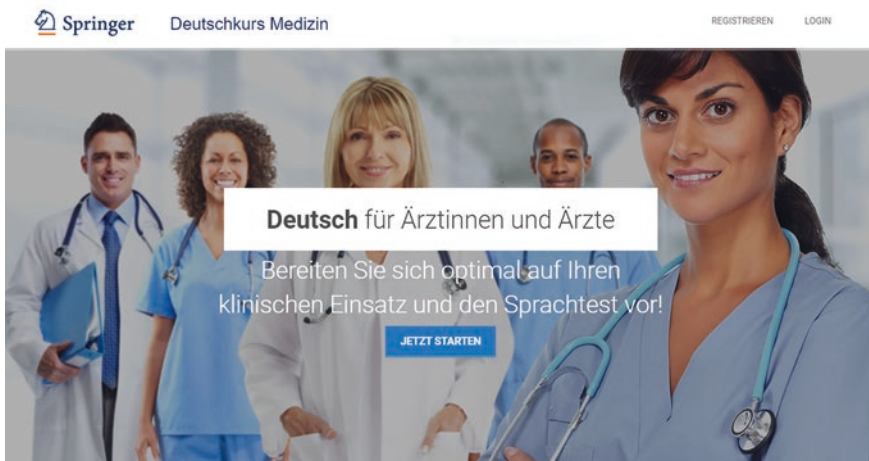 Springer
Deutschkurs Medizin
REGISTRIEREN
LOGIN
Deutsch für Ärztinnen und Ärzte
Bereiten Sie sich optimal auf Ihren
klinischen Einsatz und den Sprachtest vor!
JETZT STARTEN